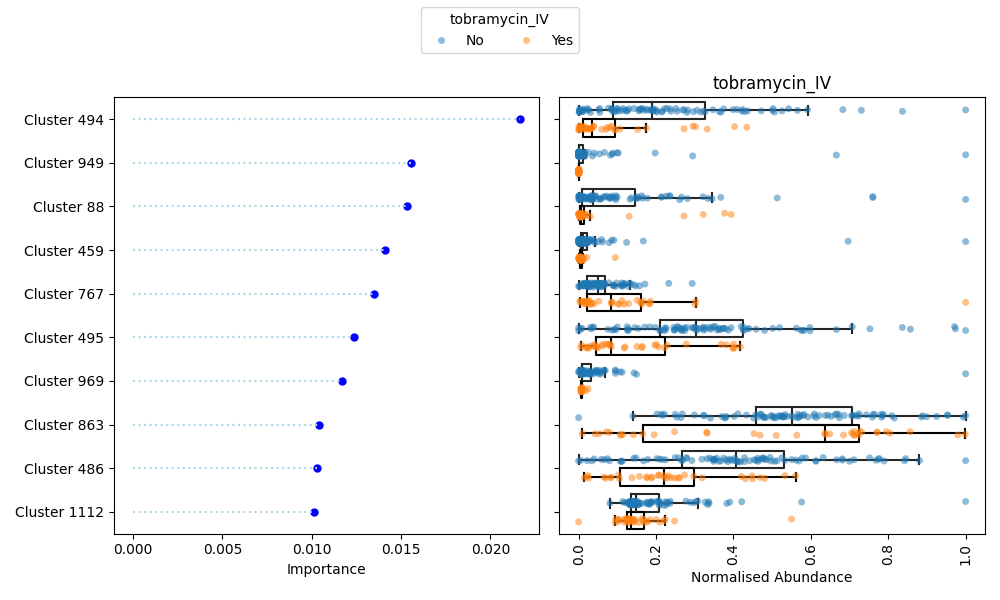 tobramycin_IV
No Yes
tobramycin_IV
Cluster 494
Cluster 949
Cluster 88
Cluster 459
Cluster 767
Cluster 495
Cluster 969
Cluster 863
Cluster 486
Cluster 1112
0.000 0.005 0.010 0.015 0.020
Importance
0.0 0.2 0.4 0.6 0.8 1.0
Normalised Abundance